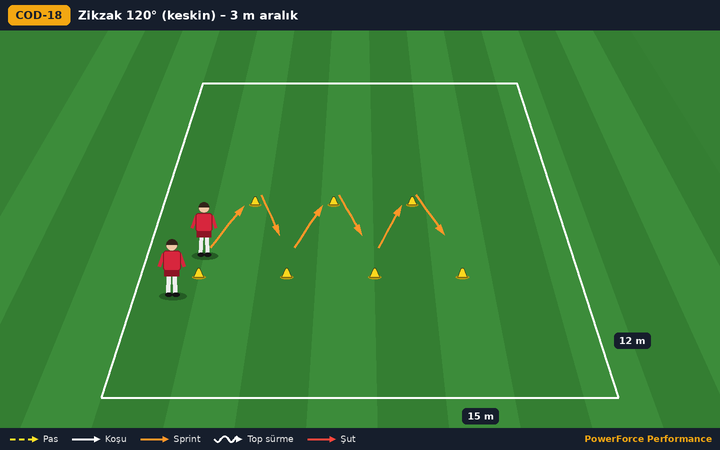 COD-18 Zikzak 120° (keskin) – 3 m aralık
12 m
15 m
Pas Koşu Sprint Top sürme Şut PowerForce Performance